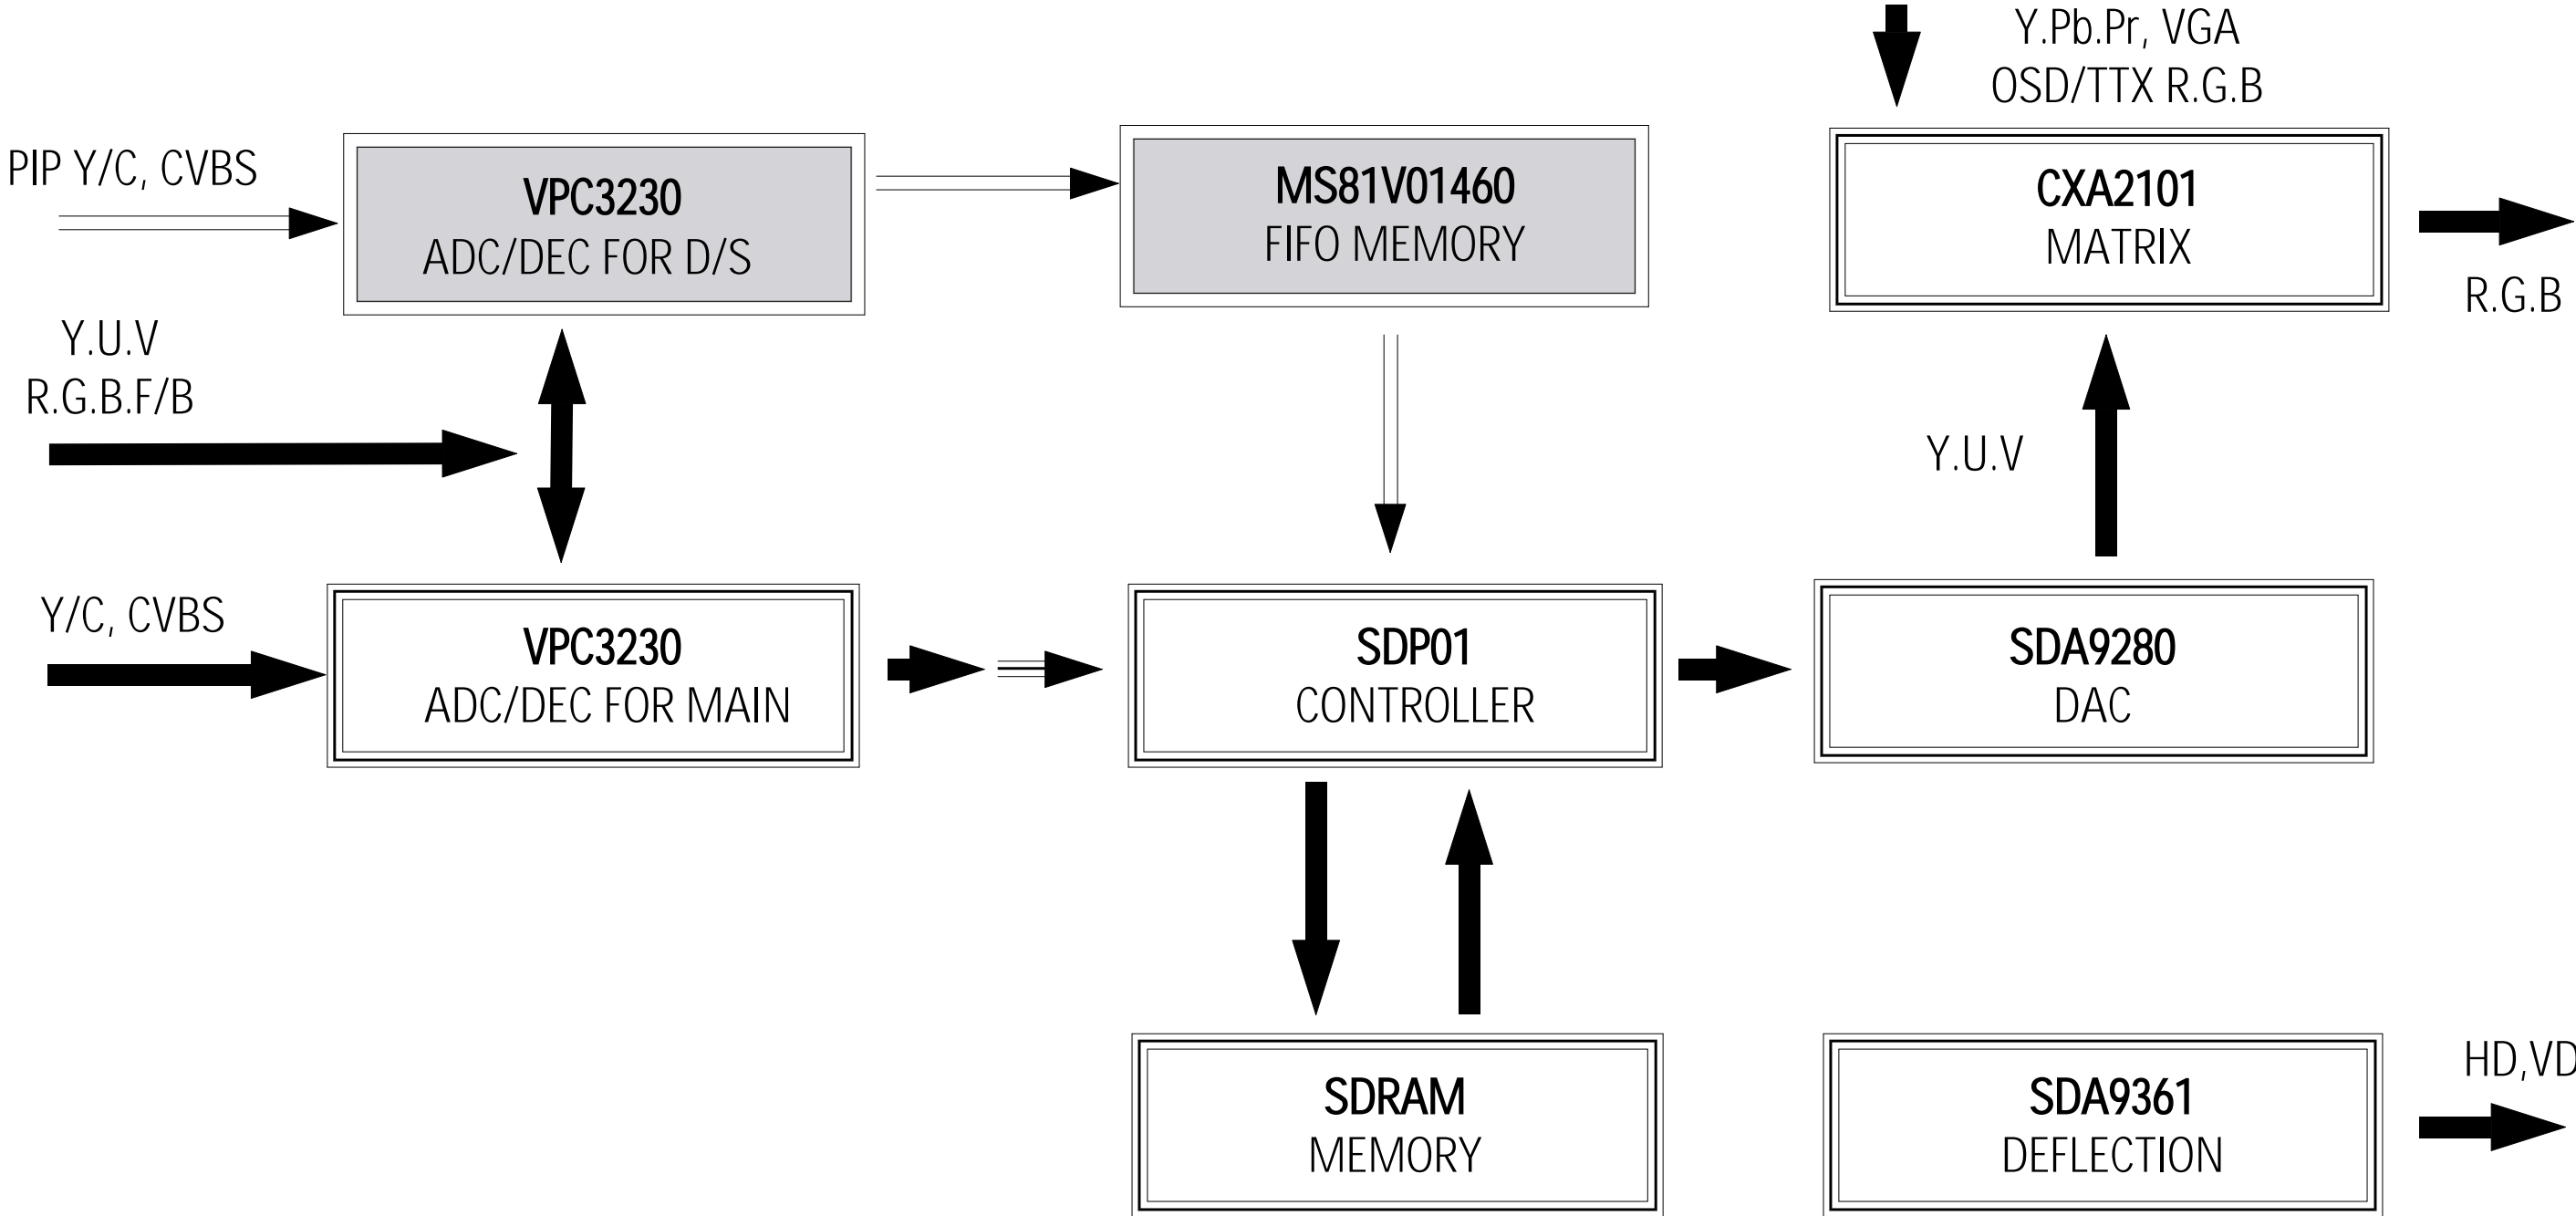 Y.Pb.Pr, VGA
OSD/TTX R.G.B
PIP Y/C, CVBS
VPC3230
ADC/DEC FOR D/S
MS81V01460
FIFO MEMORY
CXA2101
MATRIX
R.G.B
Y.U.V
R.G.B.F/B
Y.U.V
Y/C, CVBS
VPC3230
ADC/DEC FOR MAIN
SDP01
CONTROLLER
SDA9280
DAC
SDRAM
MEMORY
SDA9361
DEFLECTION
HD,VD